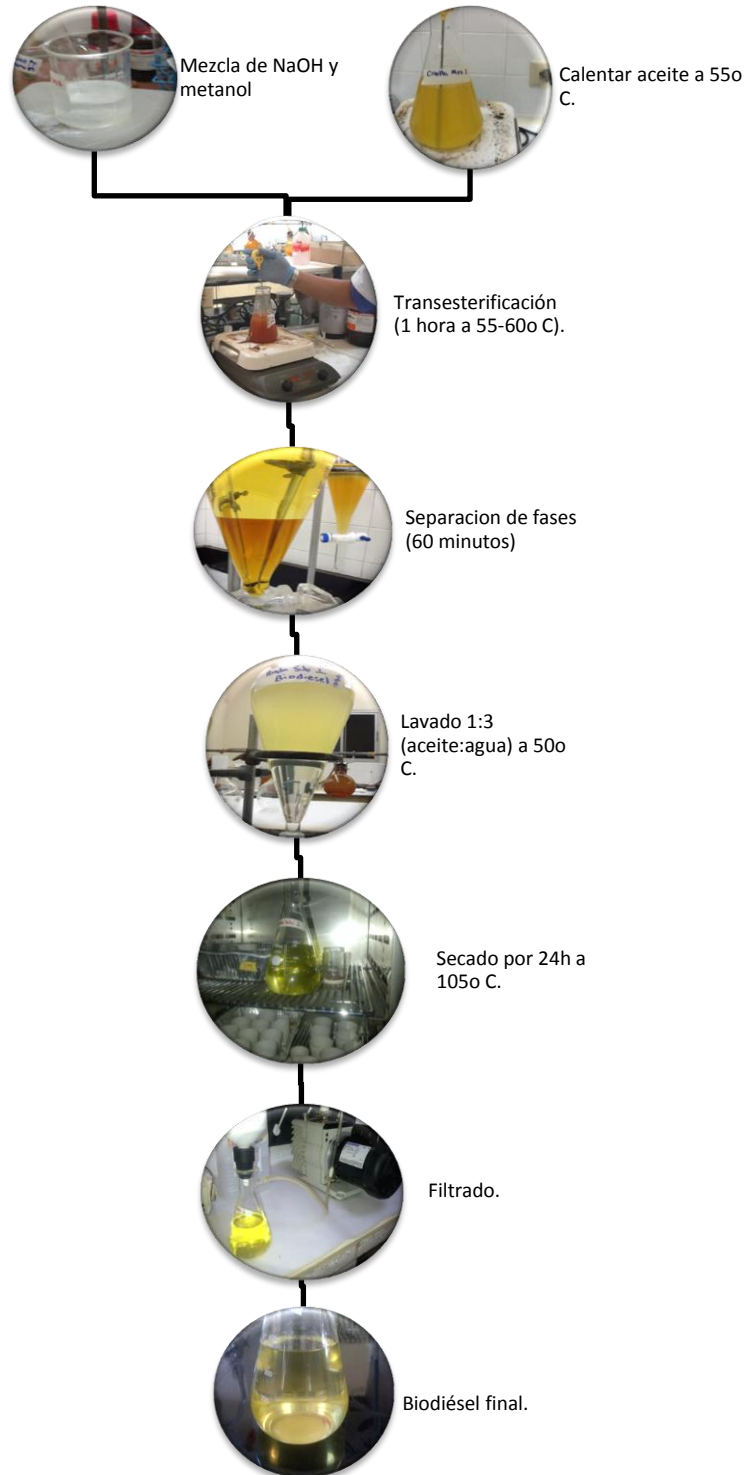 Mezcla de NaOH y
metanol
Calentar aceite a 55o
C.
Transesterificación
(1 hora a 55-60o C).
Separacion de fases
(60 minutos)
Lavado 1:3
(aceite:agua) a 50o
C.
Secado por 24h a
105o C.
Filtrado.
Biodiésel final.